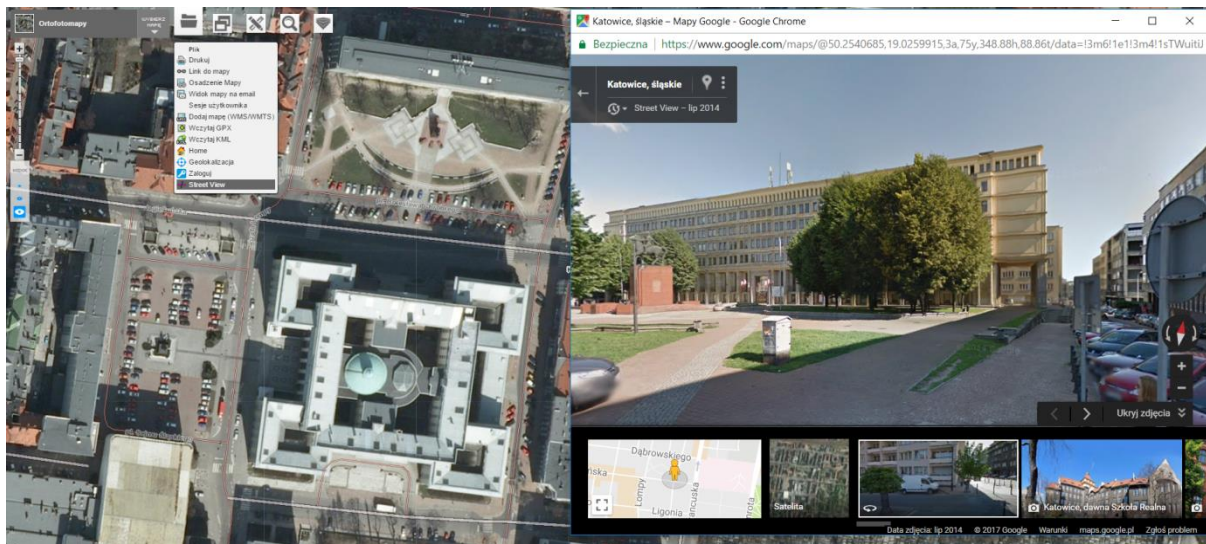 Ortofotomapy
WYBIERZ
MAPĘ
Plik
Drukuj
Link do mapy
Osadzenie Mapy
Widok mapy na email
Sesje użytkownika
Dodaj mapę (WMS/WMTS)
Wczytaj GPX
Wczytaj KML
Home
Geolokalizacja
Zaloguj
Street View
Katowice, śląskie – Mapy Google - Google Chrome
Bezpieczna
https://www.google.com/maps/@50.2540685,19.0259915,3a,75y,348.88h,88.86t/data=!3m6!1e1!3m4!1sTWuitiJ
Katowice, śląskie
Street View – lip 2014
Ukryj zdjęcia
Dąbrowskiego
Lompy
Ligonia
Satelita
Katowice, dawna Szkoła Realna
Data zdjęcia: lip 2014
© 2017 Google
Warunki
maps.google.pl
Zgłoś problem